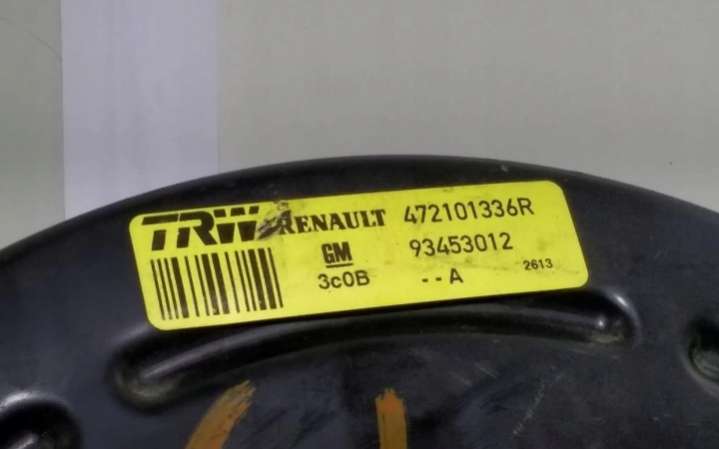 TRW RENAULT 472101336R
GM 93453012
3c0B --A 2613